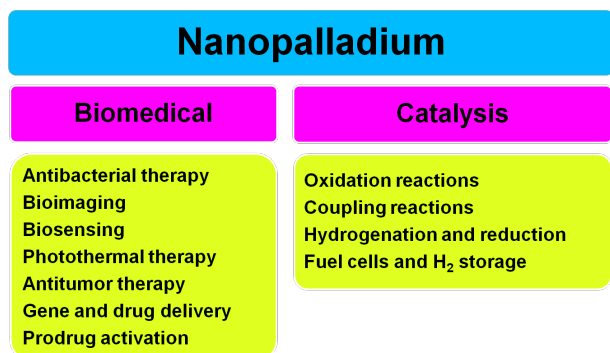 Nanopalladium
Biomedical
Antibacterial therapy
Bioimaging
Biosensing
Photothermal therapy
Antitumor therapy
Gene and drug delivery
Prodrug activation
Catalysis
Oxidation reactions
Coupling reactions
Hydrogenation and reduction
Fuel cells and H₂ storage